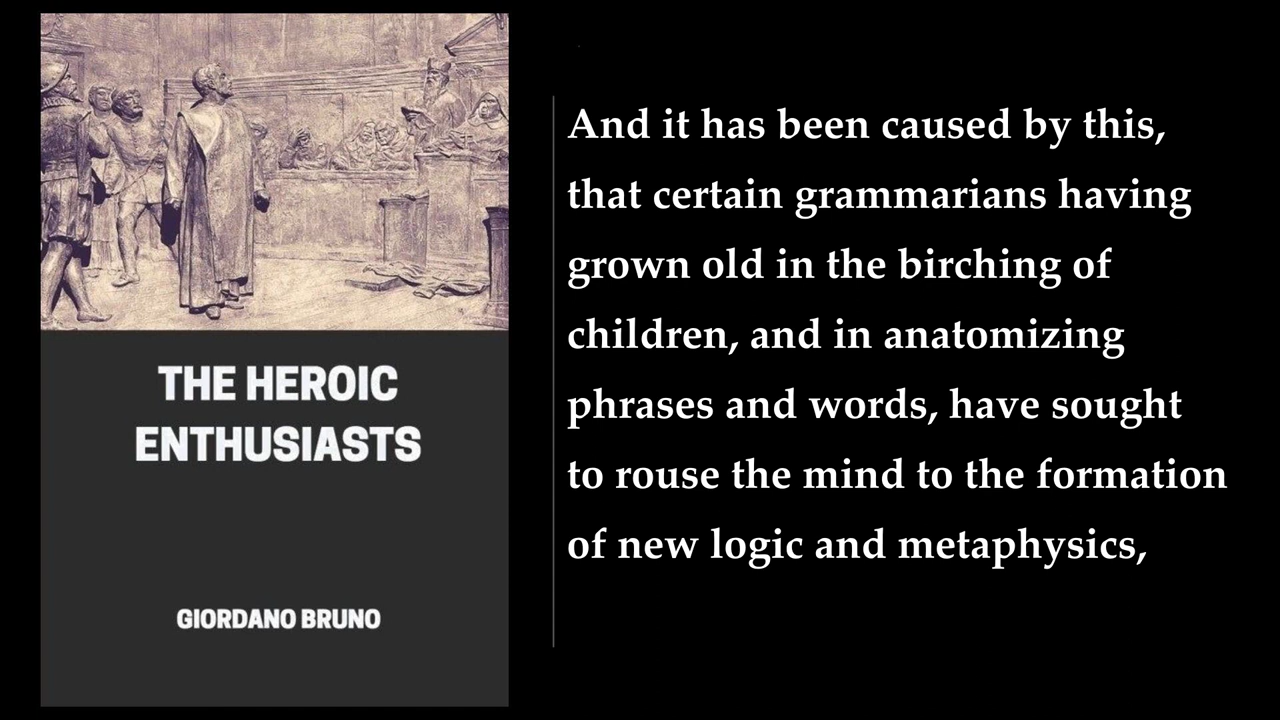 THE HEROIC
ENTHUSIASTS
GIORDANO BRUNO
And it has been caused by this,
that certain grammarians having
grown old in the birching of
children, and in anatomizing
phrases and words, have sought
to rouse the mind to the formation
of new logic and metaphysics,